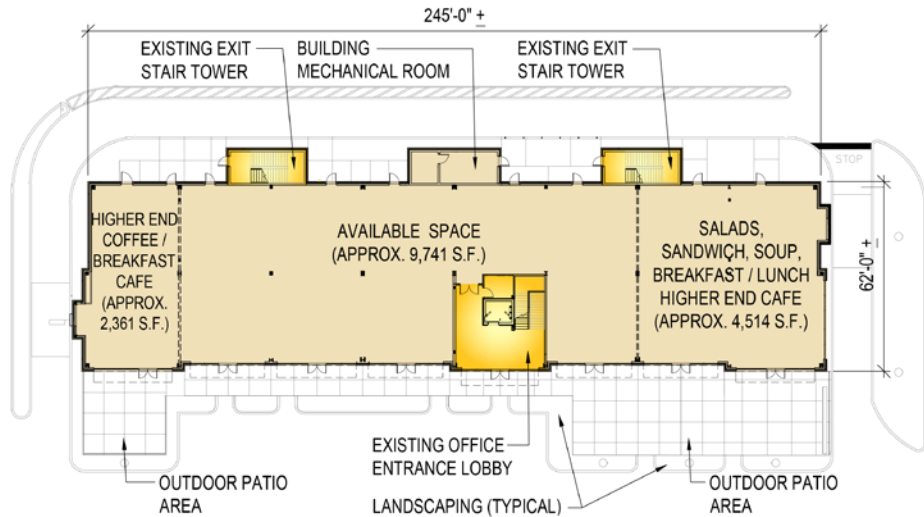 245'-0" ±
EXISTING EXIT
STAIR TOWER
BUILDING
MECHANICAL ROOM
EXISTING EXIT
STAIR TOWER
STOP
HIGHER END
COFFEE /
BREAKFAST
CAFE
(APPROX.
2,361 S.F.)
AVAILABLE SPACE
(APPROX. 9,741 S.F.)
SALADS,
SANDWICH, SOUP,
BREAKFAST / LUNCH
HIGHER END CAFE
(APPROX. 4,514 S.F.)
62'-0" ±
EXISTING OFFICE
ENTRANCE LOBBY
LANDSCAPING (TYPICAL)
OUTDOOR PATIO
AREA
OUTDOOR PATIO
AREA